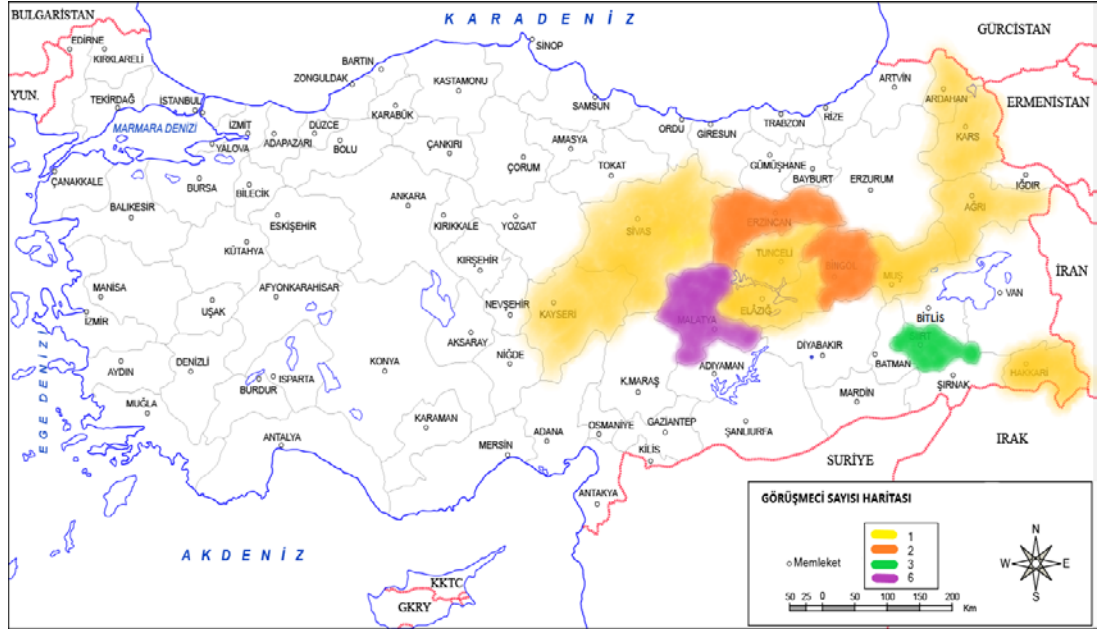 KARADENİZ
BULGARİSTAN
GÜRCİSTAN
EDİRNE
KIRKLARELİ
SİNOP
BARTIN
ZONGULDAK
KASTAMONU
ARTVİN
YUN.
TEKİRDAĞ
İSTANBUL
KARABÜK
SAMSUN
ARDAHAN
ERMENİSTAN
MARMARA DENİZİ
İZMİT
DÜZCE
ORDU
GİRESUN
TRABZON
RİZE
KARS
YALOVA
ADAPAZARI
BOLU
ÇANKIRI
ÇORUM
AMASYA
TOKAT
GÜMÜŞHANE
BAYBURT
ERZURUM
IĞDIR
ÇANAKKALE
BURSA
BİLECİK
ANKARA
BALIKESİR
ESKİŞEHİR
KIRIKKALE
YOZGAT
SİVAS
ERZİNCAN
AĞRI
KÜTAHYA
KIRŞEHİR
TUNCELİ
BİNGÖL
MUŞ
İRAN
MANİSA
UŞAK
AFYONKARAHİSAR
NEVŞEHİR
KAYSERİ
ELÂZIĞ
VAN
İZMİR
MALATYA
BİTLİS
AKSARAY
NİĞDE
DİYABAKIR
SİİRT
AYDIN
DENİZLİ
KONYA
ADIYAMAN
BATMAN
HAKKARİ
BURDUR
ISPARTA
K.MARAŞ
MARDİN
ŞIRNAK
MUĞLA
KARAMAN
EGE DENİZİ
ANTALYA
MERSİN
ADANA
OSMANİYE
GAZİANTEP
ŞANLIURFA
KİLİS
SURİYE
IRAK
ANTAKYA
AKDENİZ
KKTC
GKRY
GÖRÜŞMECİ SAYISI HARİTASI
1
2
3
6
Memleket
N
W E
S
50 25 0 50 100 150 200
Km